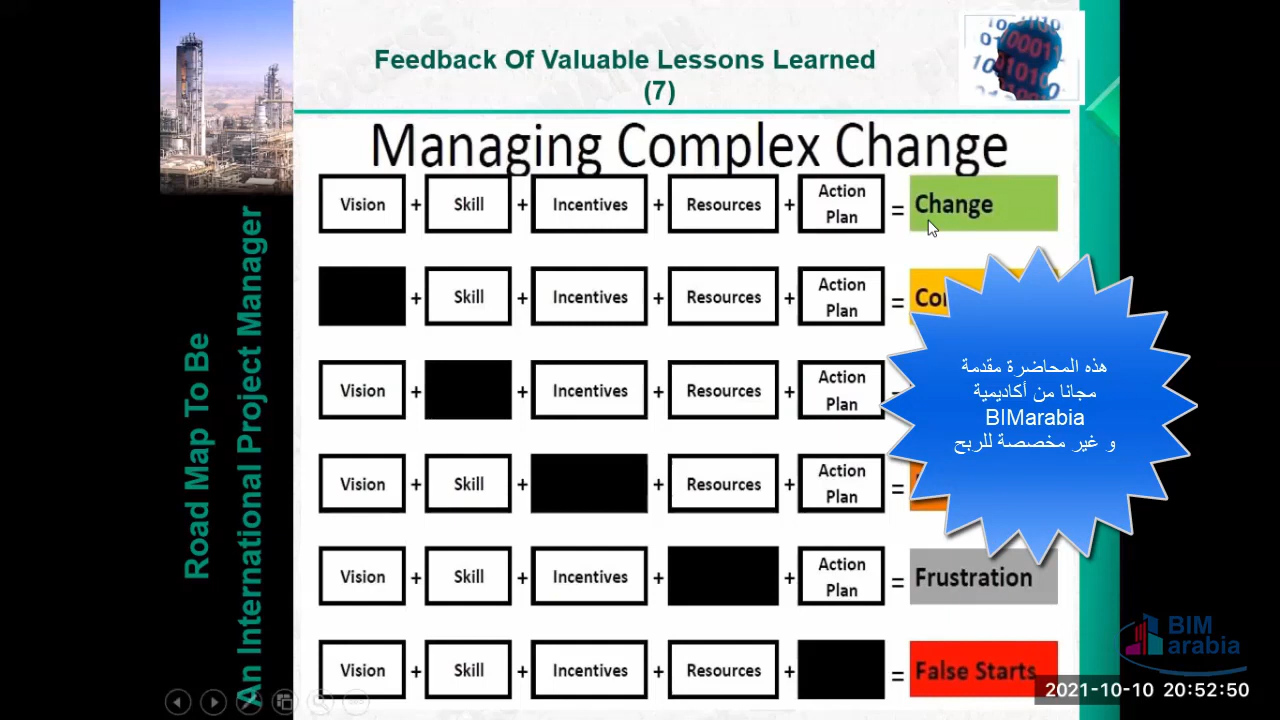 Feedback Of Valuable Lessons Learned
(7)
Managing Complex Change
Vision + Skill + Incentives + Resources + Action Plan = Change
+ Skill + Incentives + Resources + Action Plan =
Vision + + Incentives + Resources + Action Plan
Vision + Skill + + Resources + Action Plan =
Vision + Skill + Incentives + + Action Plan = Frustration
Vision + Skill + Incentives + Resources + = False Starts
هذه المحاضرة مقدمة
مجانا من أكاديمية
BIMarabia
و غير مخصصة للربح
Road Map To Be
An International Project Manager
BIM
arabia
2021-10-10 20:52:50